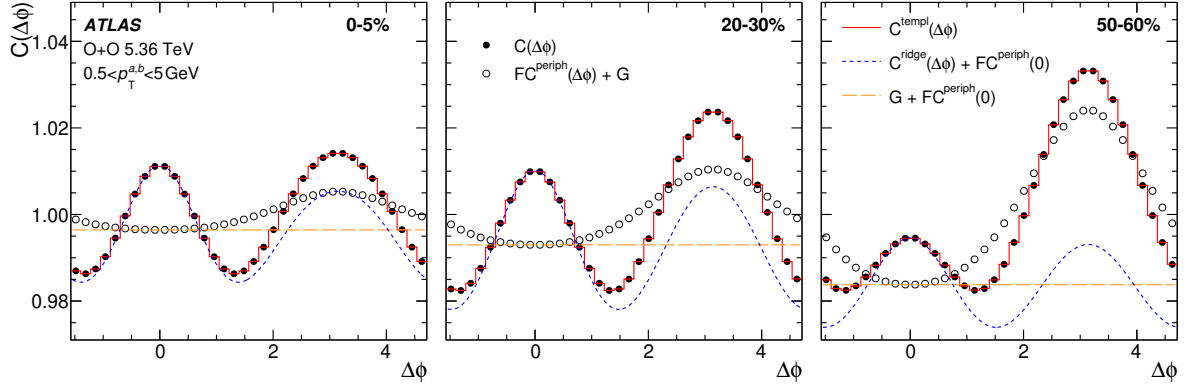 C(Δϕ)
1.04
1.02
1.00
0.98
ATLAS 0-5%
O+O 5.36 TeV
0.5<p_T^{a,b}<5 GeV
0 2 4
Δϕ
20-30%
C(Δϕ)
FC^{periph}(Δϕ) + G
0 2 4
Δϕ
50-60%
C^{templ}(Δϕ)
C^{ridge}(Δϕ) + FC^{periph}(0)
G + FC^{periph}(0)
0 2 4
Δϕ